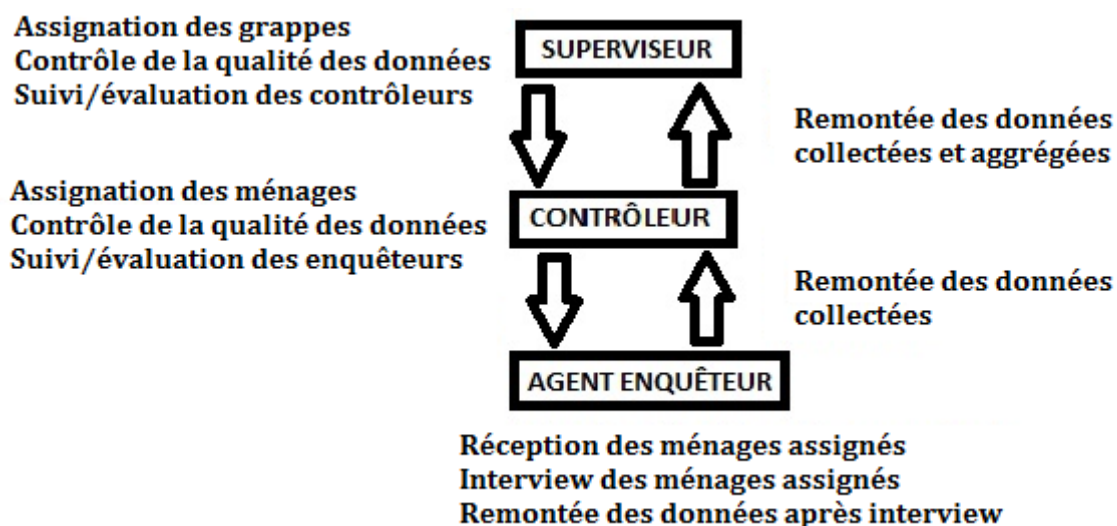 Assignation des grappes
Contrôle de la qualité des données
Suivi/évaluation des contrôleurs
SUPERVISEUR
Remontée des données
collectées et aggrégées
Assignation des ménages
Contrôle de la qualité des données
Suivi/évaluation des enquêteurs
CONTRÔLEUR
Remontée des données
collectées
AGENT ENQUÊTEUR
Réception des ménages assignés
Interview des ménages assignés
Remontée des données après interview